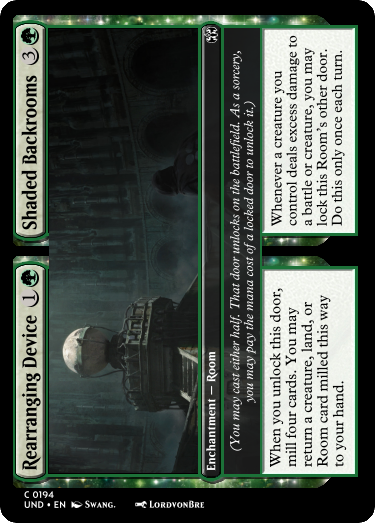 Rearranging Device 1
Shaded Backrooms 3
Enchantment — Room
(You may cast either half. That door unlocks on the battlefield. As a sorcery,
you may pay the mana cost of a locked door to unlock it.)
When you unlock this door,
mill four cards. You may
return a creature, land, or
Room card milled this way
to your hand.
Whenever a creature you
control deals excess damage to
a battle or creature, you may
lock this Room's other door.
Do this only once each turn.
C 0194
UND • EN Swang. LordvonBre